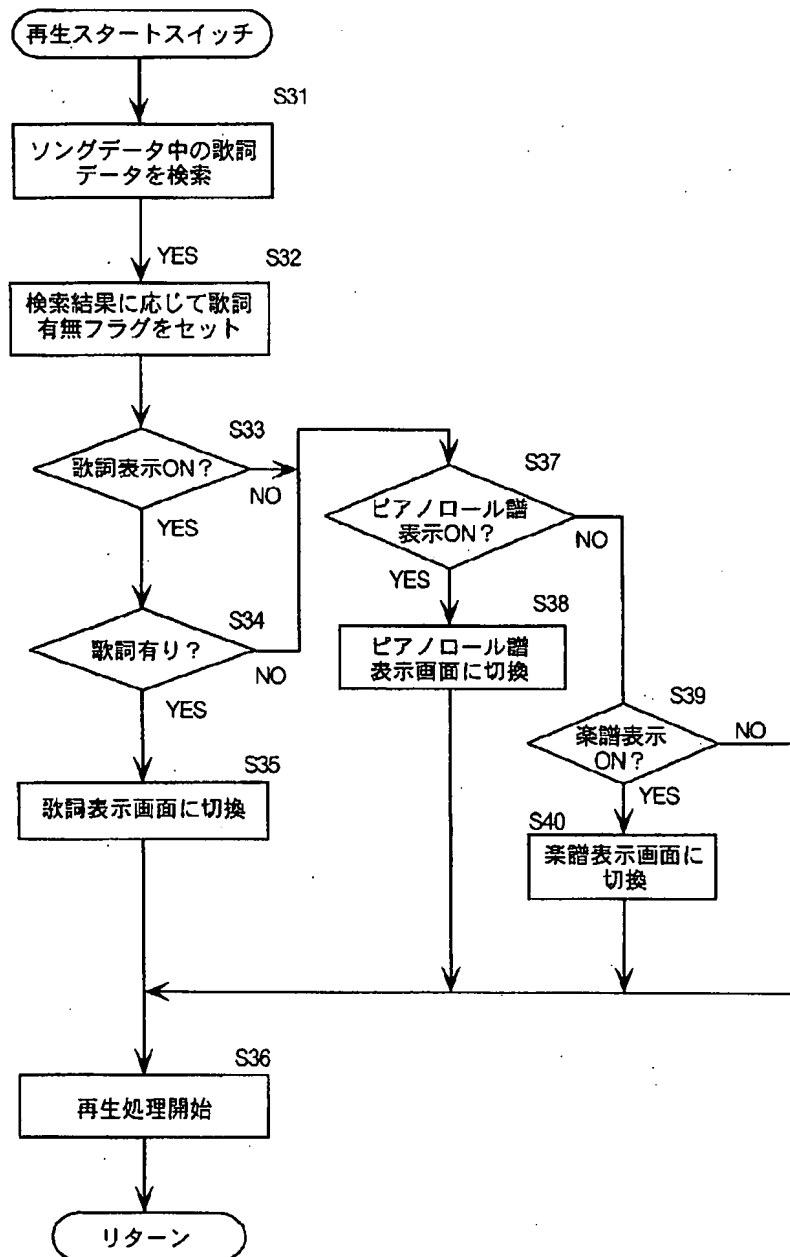 再生スタートスイッチ
S31
ソングデータ中の歌詞
データを検索
YES
S32
検索結果に応じて歌詞
有無フラグをセット
S33
歌詞表示ON？
NO
YES
S34
歌詞有り？
NO
YES
S35
歌詞表示画面に切換
S37
ピアノロール譜
表示ON？
NO
YES
S38
ピアノロール譜
表示画面に切換
S39
楽譜表示
ON？
NO
YES
S40
楽譜表示画面に
切換
S36
再生処理開始
リターン